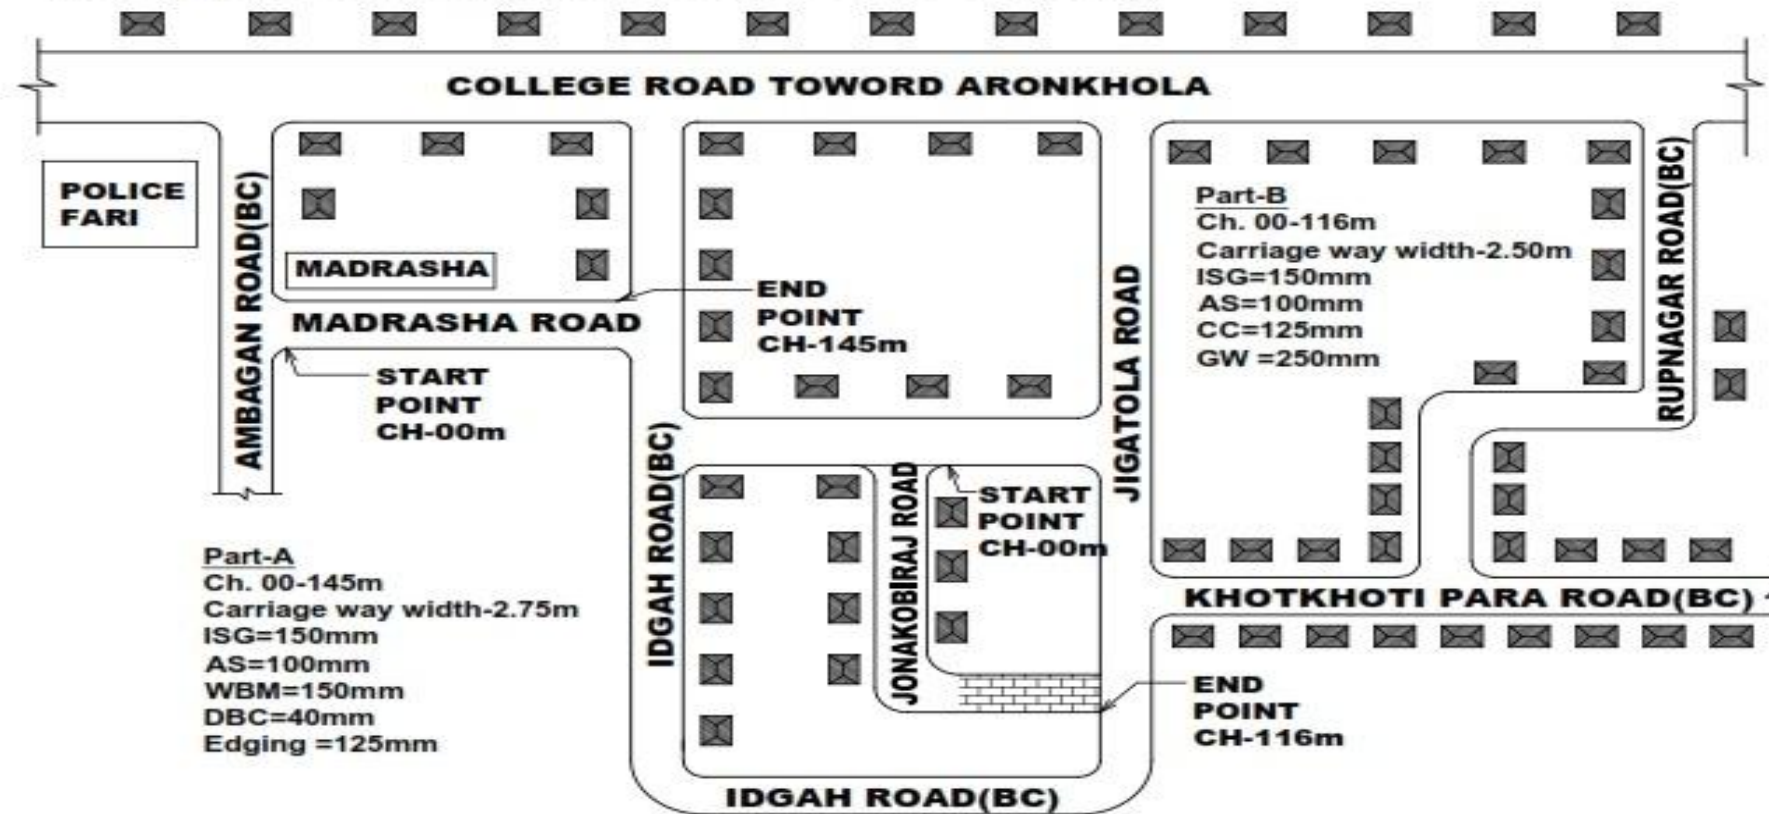 COLLEGE ROAD TOWORD ARONKHOLA
POLICE
FARI
AMBAGAN ROAD(BC)
MADRASHA
MADRASHA ROAD
END
POINT
CH-145m
START
POINT
CH-00m
Part-B
Ch. 00-116m
Carriage way width-2.50m
ISG=150mm
AS=100mm
CC=125mm
GW =250mm
JIGATOLA ROAD
RUPNAGAR ROAD(BC)
IDGAH ROAD(BC)
JONAKOBIRAJ ROAD
START
POINT
CH-00m
Part-A
Ch. 00-145m
Carriage way width-2.75m
ISG=150mm
AS=100mm
WBM=150mm
DBC=40mm
Edging =125mm
KHOTKHOTI PARA ROAD(BC)
END
POINT
CH-116m
IDGAH ROAD(BC)